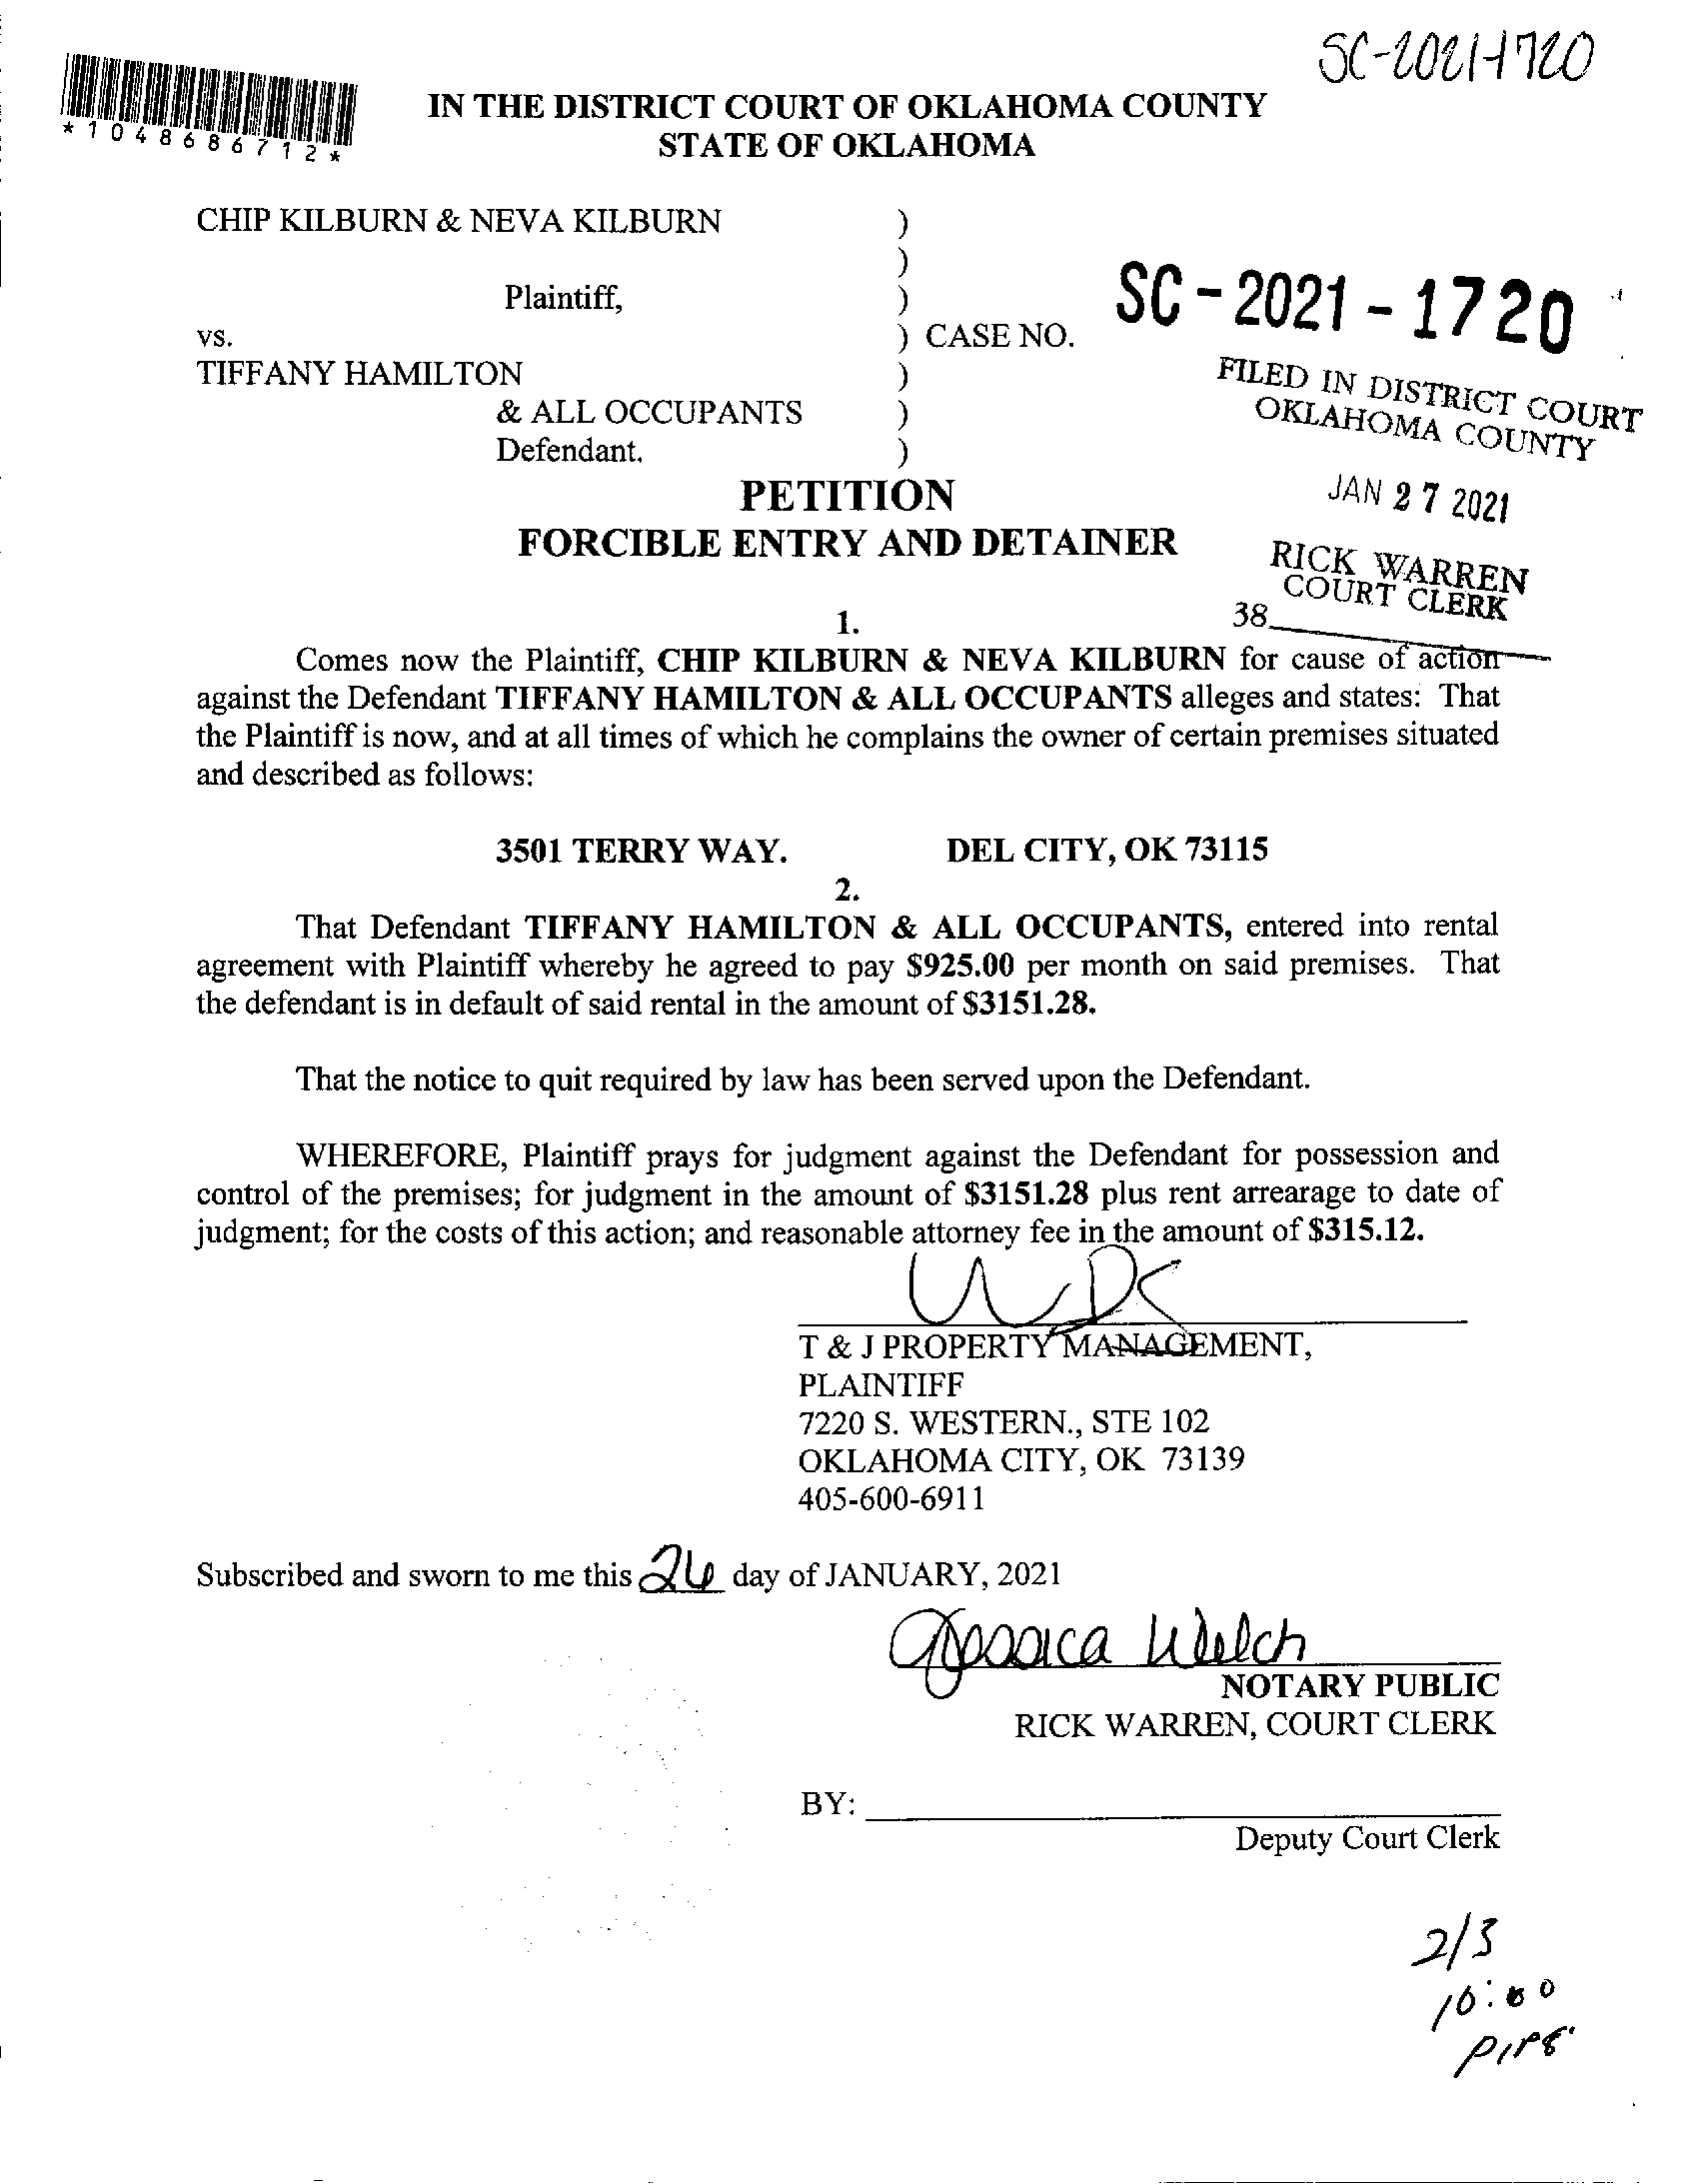 SC-2021-1720
*1048686712*
IN THE DISTRICT COURT OF OKLAHOMA COUNTY
STATE OF OKLAHOMA
CHIP KILBURN & NEVA KILBURN )
)
Plaintiff, )
vs. ) CASE NO. SC-2021-1720
TIFFANY HAMILTON )
& ALL OCCUPANTS )
Defendant. )
FILED IN DISTRICT COURT
OKLAHOMA COUNTY
JAN 27 2021
RICK WARREN
COURT CLERK
38
PETITION
FORCIBLE ENTRY AND DETAINER
1.
Comes now the Plaintiff, CHIP KILBURN & NEVA KILBURN for cause of action
against the Defendant TIFFANY HAMILTON & ALL OCCUPANTS alleges and states: That
the Plaintiff is now, and at all times of which he complains the owner of certain premises situated
and described as follows:
3501 TERRY WAY. DEL CITY, OK 73115
2.
That Defendant TIFFANY HAMILTON & ALL OCCUPANTS, entered into rental
agreement with Plaintiff whereby he agreed to pay $925.00 per month on said premises. That
the defendant is in default of said rental in the amount of $3151.28.
That the notice to quit required by law has been served upon the Defendant.
WHEREFORE, Plaintiff prays for judgment against the Defendant for possession and
control of the premises; for judgment in the amount of $3151.28 plus rent arrearage to date of
judgment; for the costs of this action; and reasonable attorney fee in the amount of $315.12.
T & J PROPERTY MANAGEMENT,
PLAINTIFF
7220 S. WESTERN., STE 102
OKLAHOMA CITY, OK 73139
405-600-6911
Subscribed and sworn to me this 26 day of JANUARY, 2021
Jessica Welch
NOTARY PUBLIC
RICK WARREN, COURT CLERK
BY:
Deputy Court Clerk
2/3
10:00